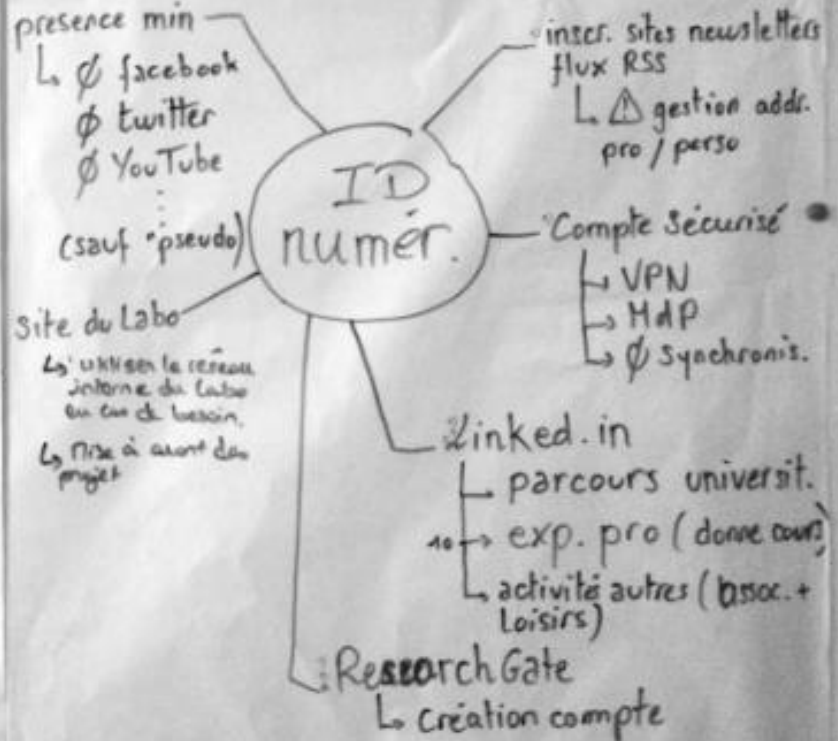 ID
numér.
presence min
↳ Ø facebook
Ø twitter
Ø YouTube
(sauf pseudo)
inscr. sites newsletters
flux RSS
↳ ⚠ gestion addr.
pro / perso
Compte sécurisé
→ VPN
→ MdP
↳ Ø synchronis.
Linked.in
parcours universit.
→ exp. pro (donne cours)
↳ activités autres (assoc. +
Loisirs)
ResearchGate
↳ création compte
Site du Labo
↳ utiliser le réseau
interne du labo
en cas de besoin.
↳ Mise à avant des
projet